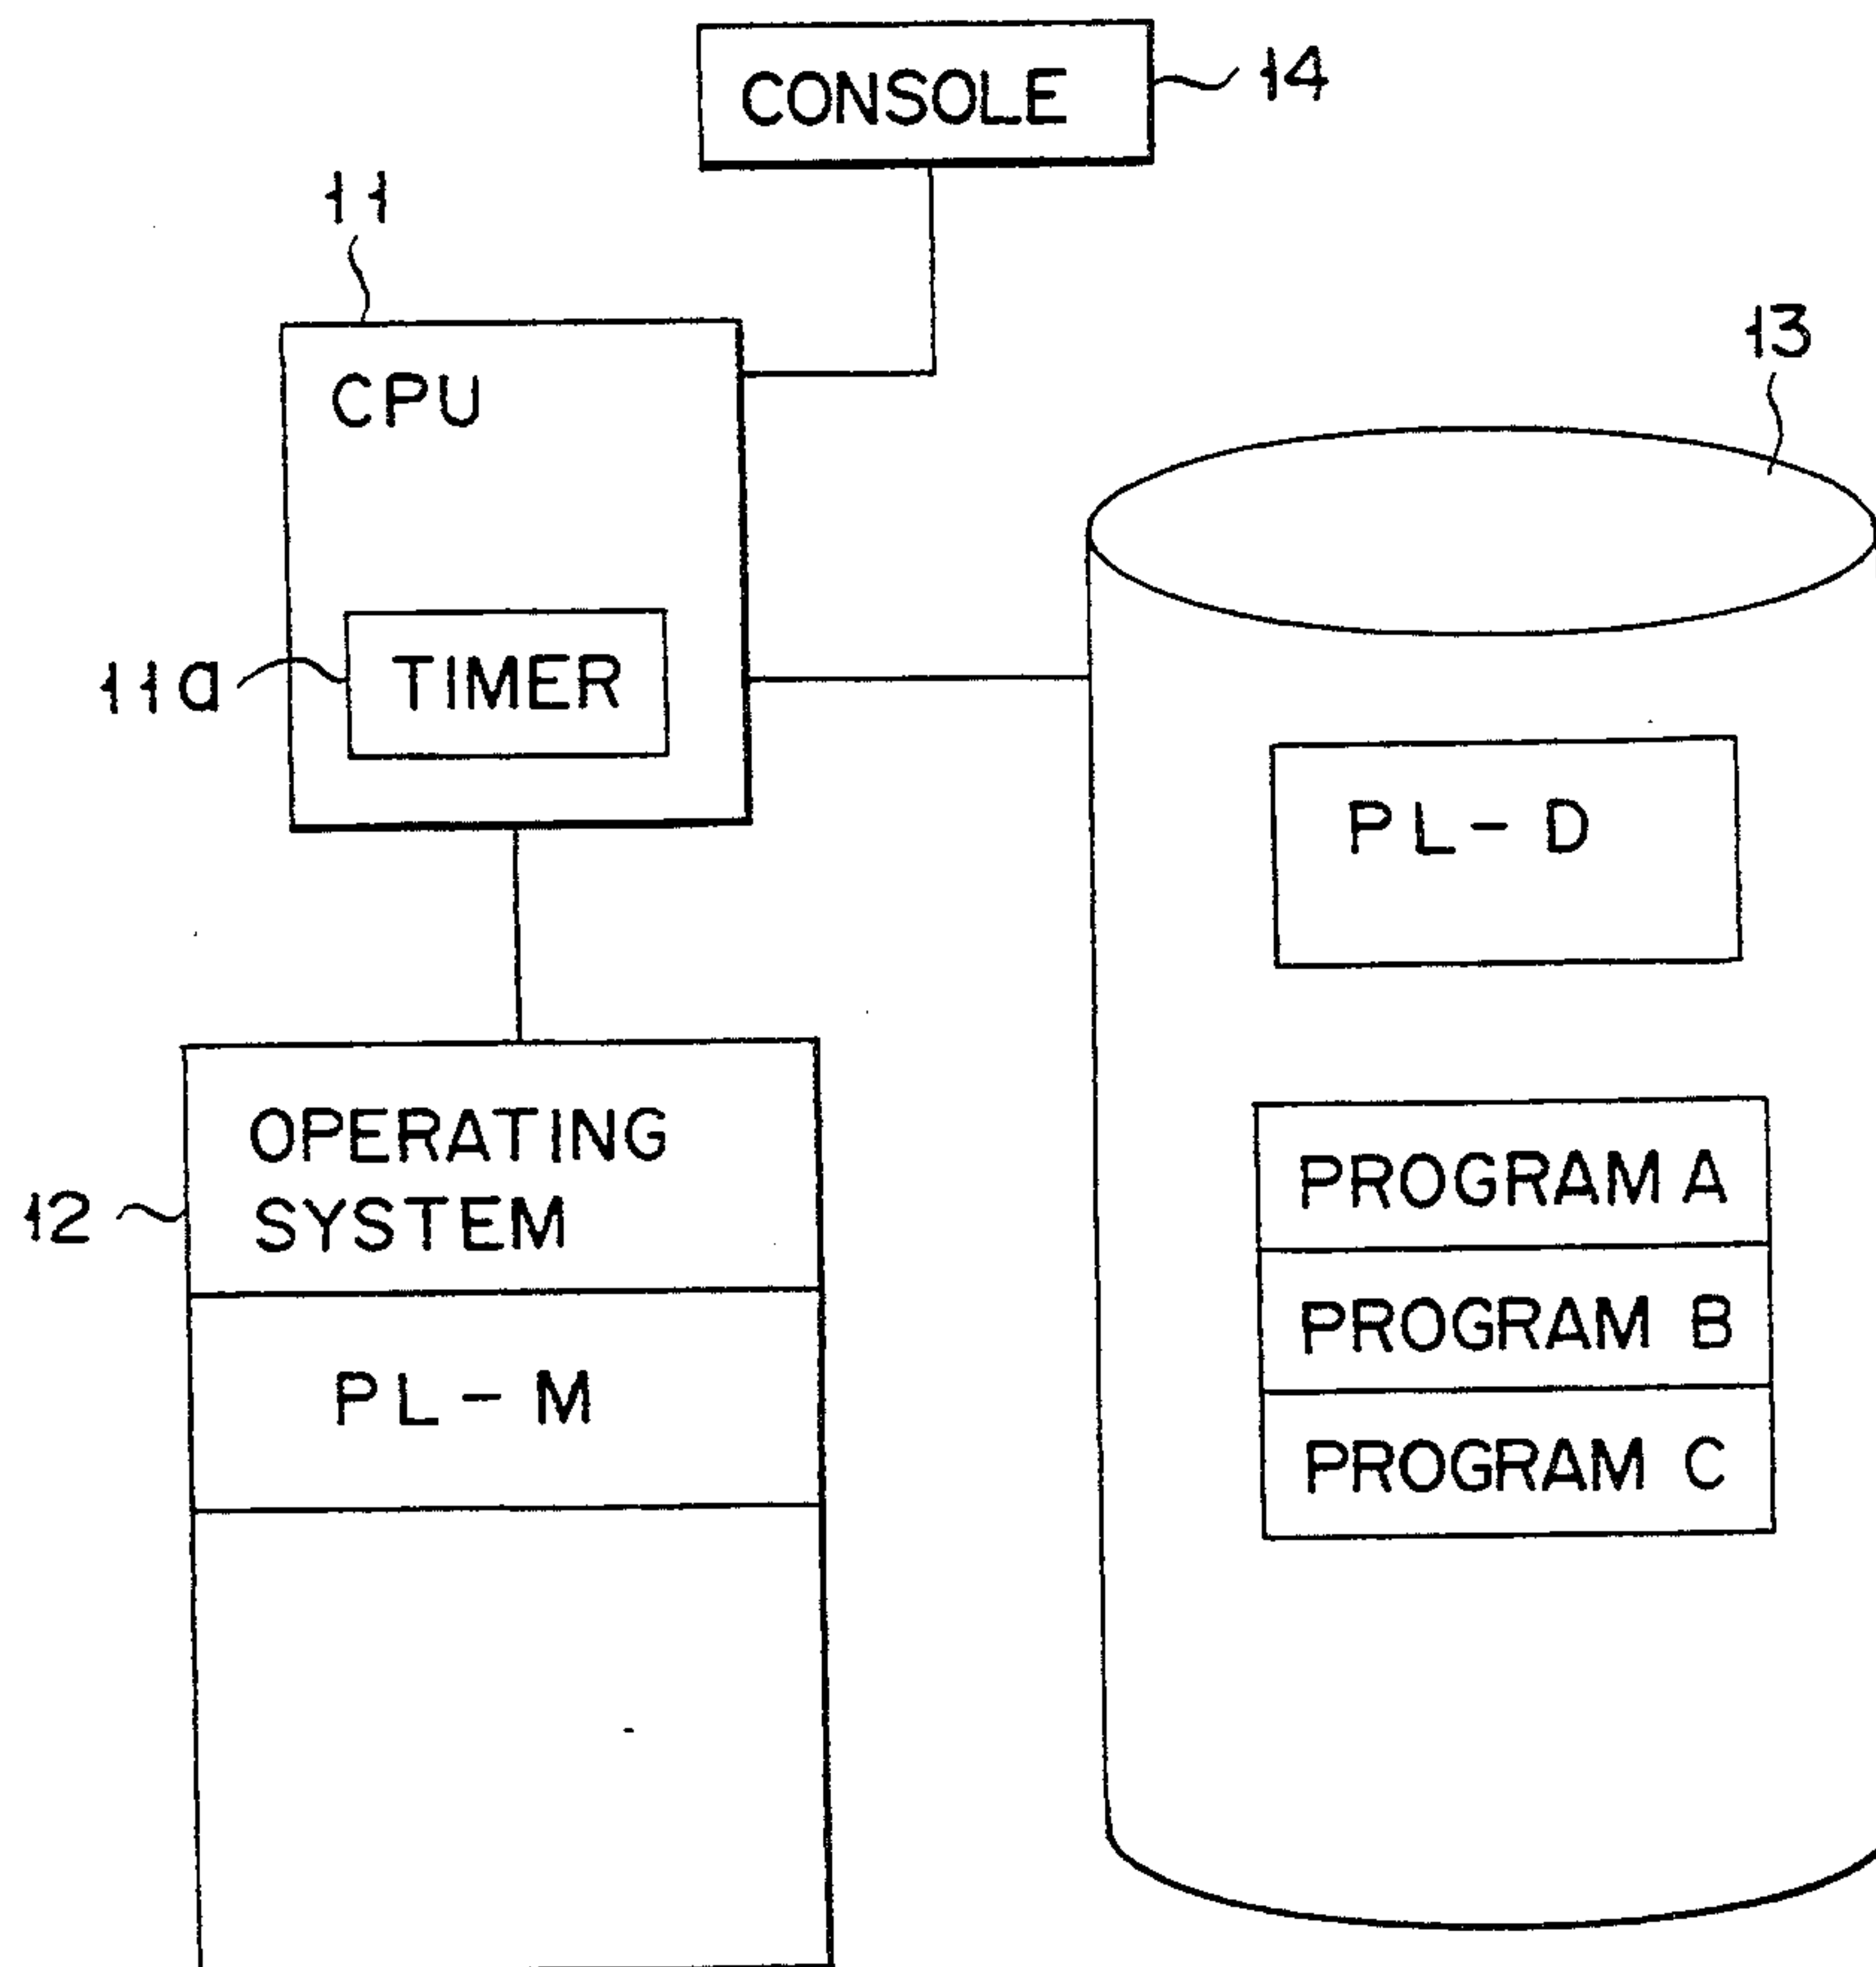 CONSOLE
14
11
CPU
13
11a
TIMER
PL-D
OPERATING
SYSTEM
12
PL-M
PROGRAM A
PROGRAM B
PROGRAM C